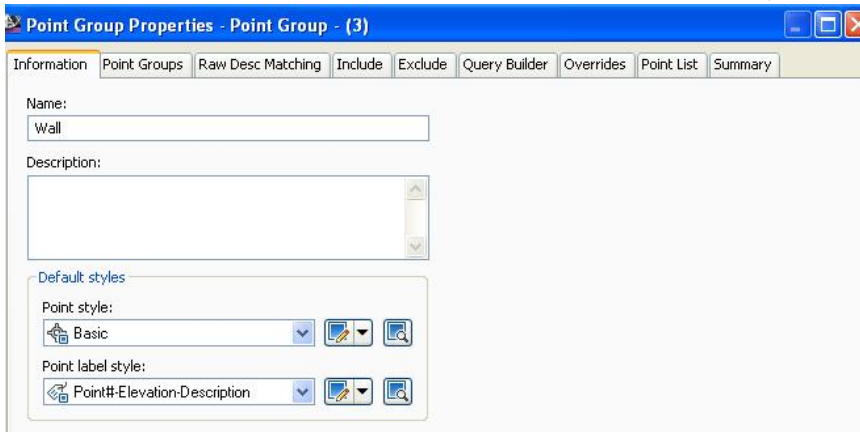 Point Group Properties - Point Group - (3)
Information Point Groups Raw Desc Matching Include Exclude Query Builder Overrides Point List Summary
Name:
Wall
Description:
Default styles
Point style:
Basic
Point label style:
Point#-Elevation-Description